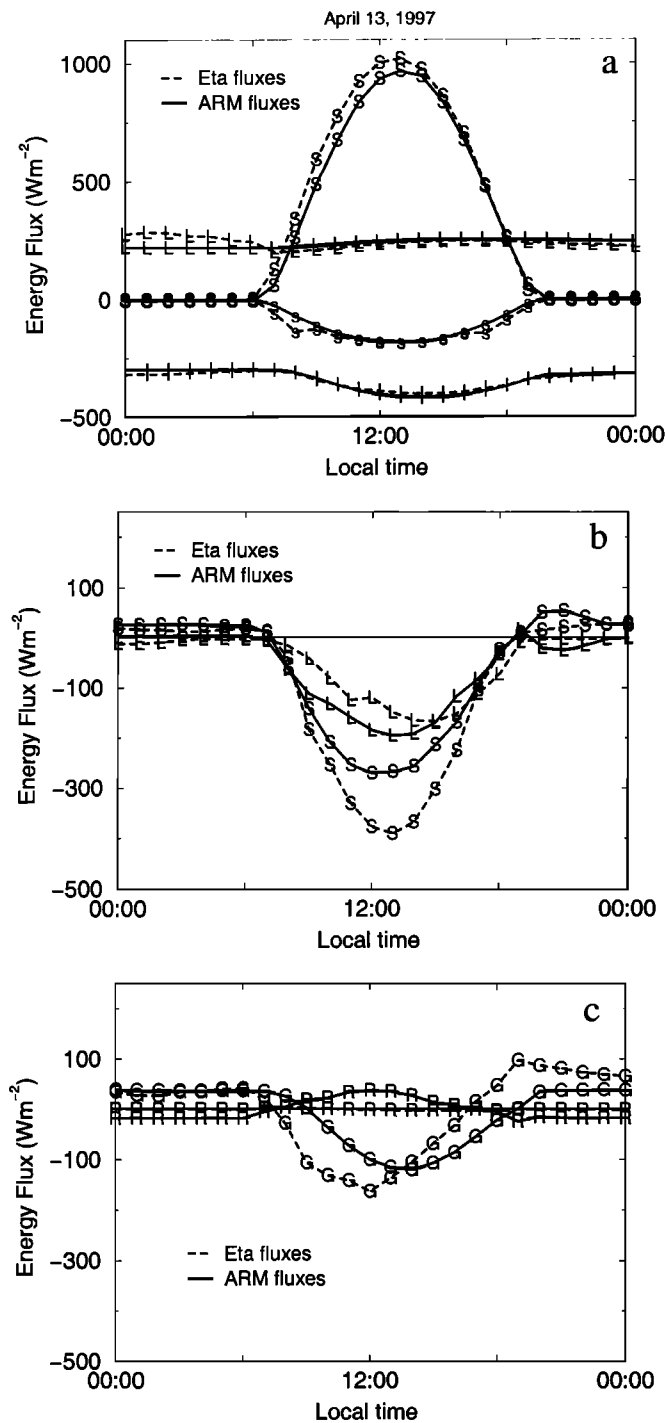 April 13, 1997
a
Eta fluxes
ARM fluxes
Energy Flux (Wm⁻²)
1000
500
0
−500
00:00
12:00
00:00
Local time
b
Eta fluxes
ARM fluxes
Energy Flux (Wm⁻²)
100
−100
−300
−500
00:00
12:00
00:00
Local time
c
Energy Flux (Wm⁻²)
100
−100
−300
−500
Eta fluxes
ARM fluxes
00:00
12:00
00:00
Local time